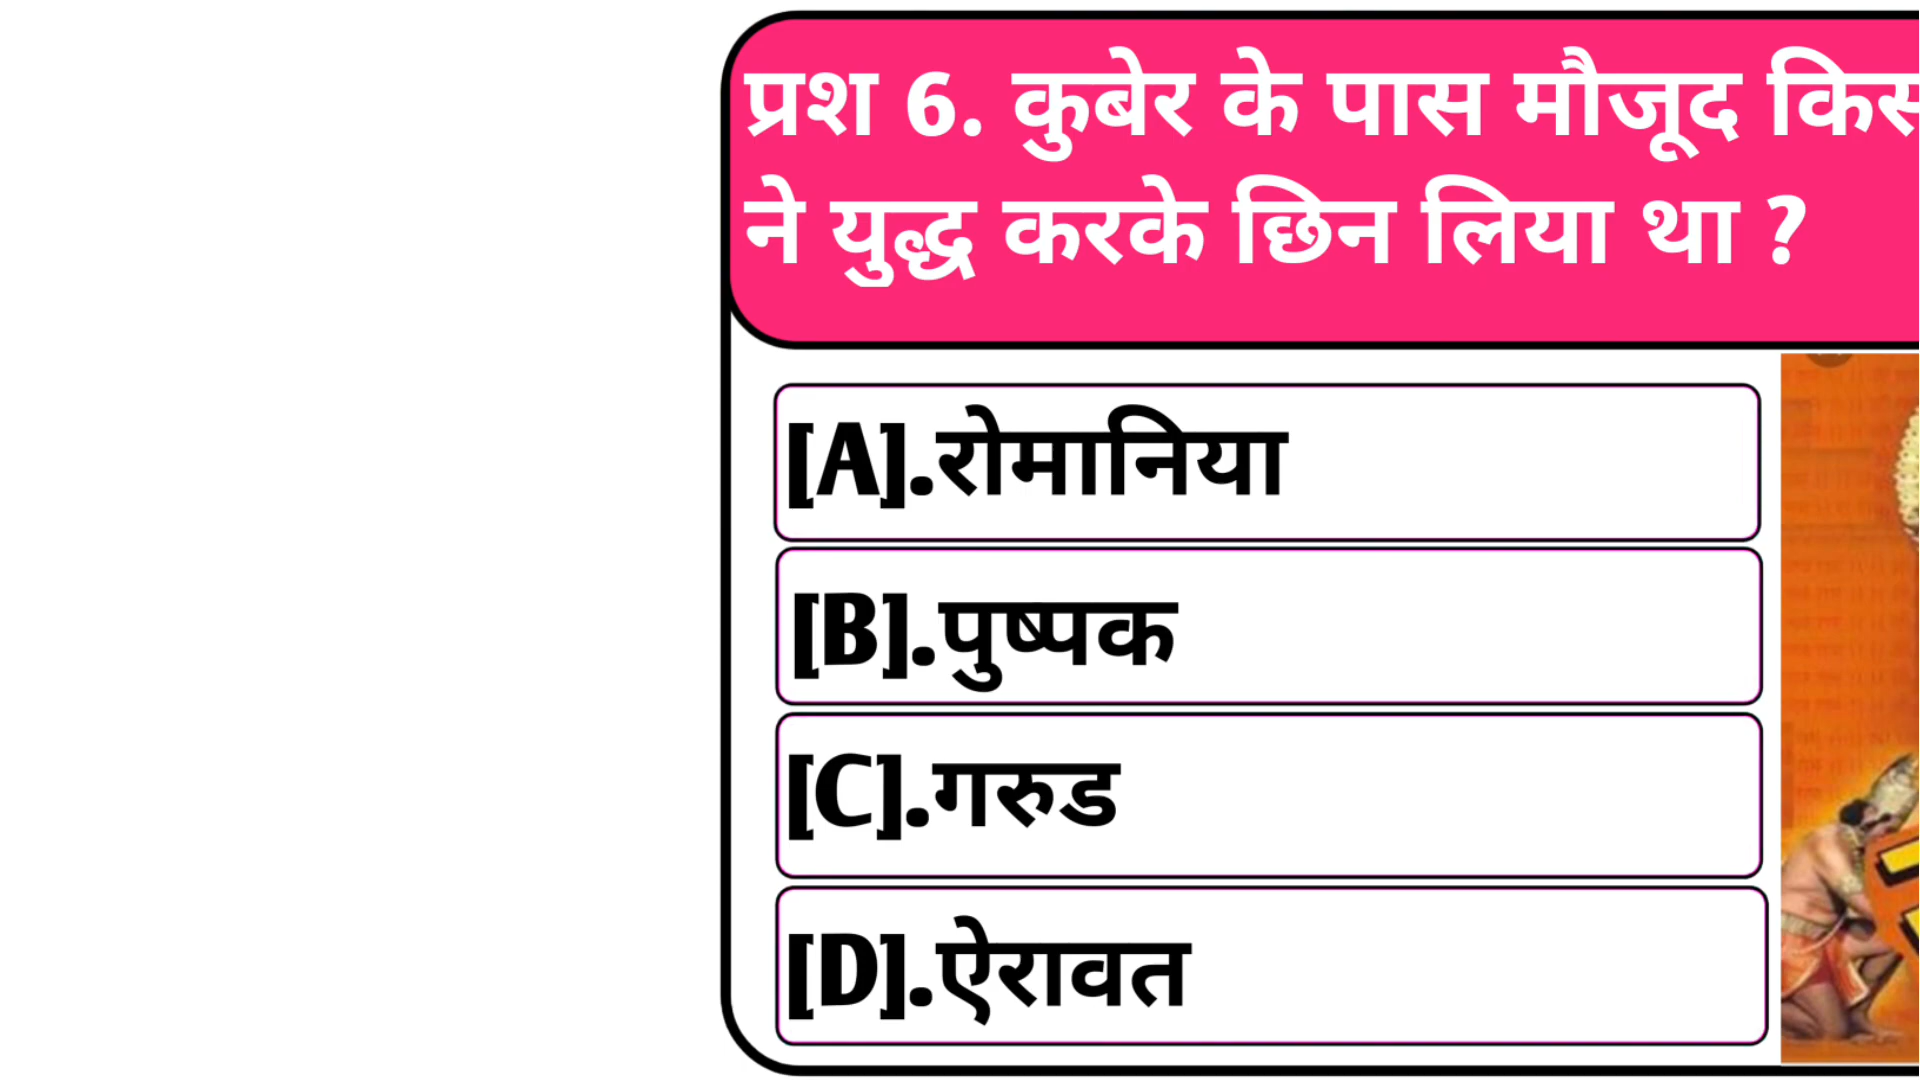 प्रश 6. कुबेर के पास मौजूद किस
ने युद्ध करके छिन लिया था ?
[A].रोमानिया
[B].पुष्पक
[C].गरुड
[D].ऐरावत